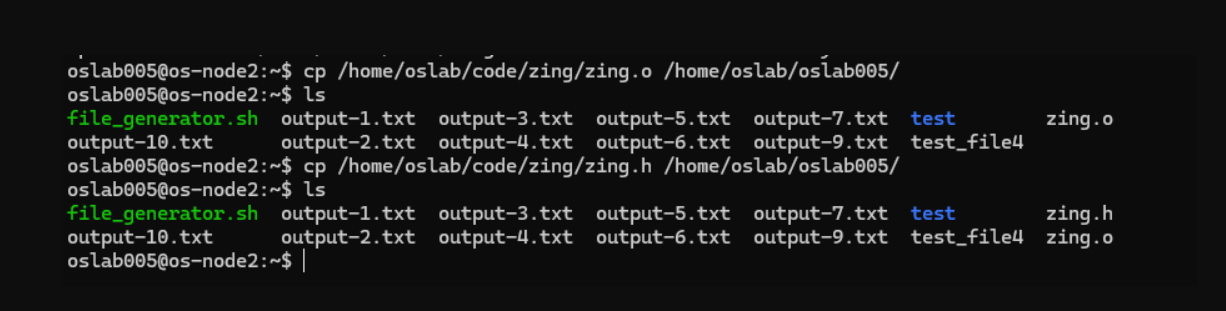 oslab005@os-node2:~$ cp /home/oslab/code/zing/zing.o /home/oslab/oslab005/
oslab005@os-node2:~$ ls
file_generator.sh  output-1.txt  output-3.txt  output-5.txt  output-7.txt  test        zing.o
output-10.txt      output-2.txt  output-4.txt  output-6.txt  output-9.txt  test_file4
oslab005@os-node2:~$ cp /home/oslab/code/zing/zing.h /home/oslab/oslab005/
oslab005@os-node2:~$ ls
file_generator.sh  output-1.txt  output-3.txt  output-5.txt  output-7.txt  test        zing.h
output-10.txt      output-2.txt  output-4.txt  output-6.txt  output-9.txt  test_file4  zing.o
oslab005@os-node2:~$